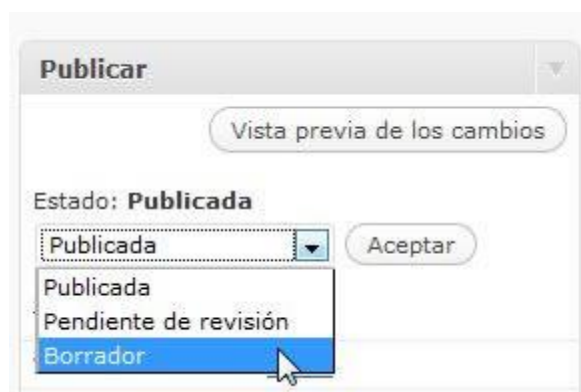 Publicar
Vista previa de los cambios
Estado: Publicada
Publicada Aceptar
Publicada
Pendiente de revisión
Borrador